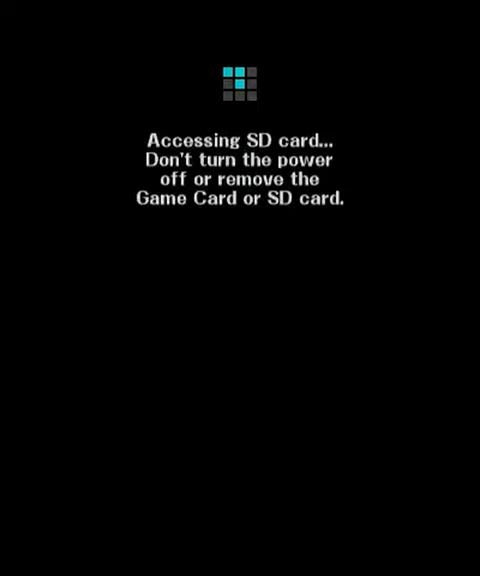 Accessing SD card...
Don't turn the power
off or remove the
Game Card or SD card.